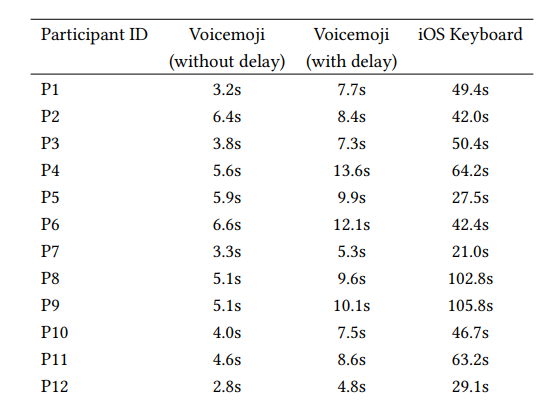 Participant ID Voicemoji Voicemoji iOS Keyboard
(without delay) (with delay)
P1 3.2s 7.7s 49.4s
P2 6.4s 8.4s 42.0s
P3 3.8s 7.3s 50.4s
P4 5.6s 13.6s 64.2s
P5 5.9s 9.9s 27.5s
P6 6.6s 12.1s 42.4s
P7 3.3s 5.3s 21.0s
P8 5.1s 9.6s 102.8s
P9 5.1s 10.1s 105.8s
P10 4.0s 7.5s 46.7s
P11 4.6s 8.6s 63.2s
P12 2.8s 4.8s 29.1s